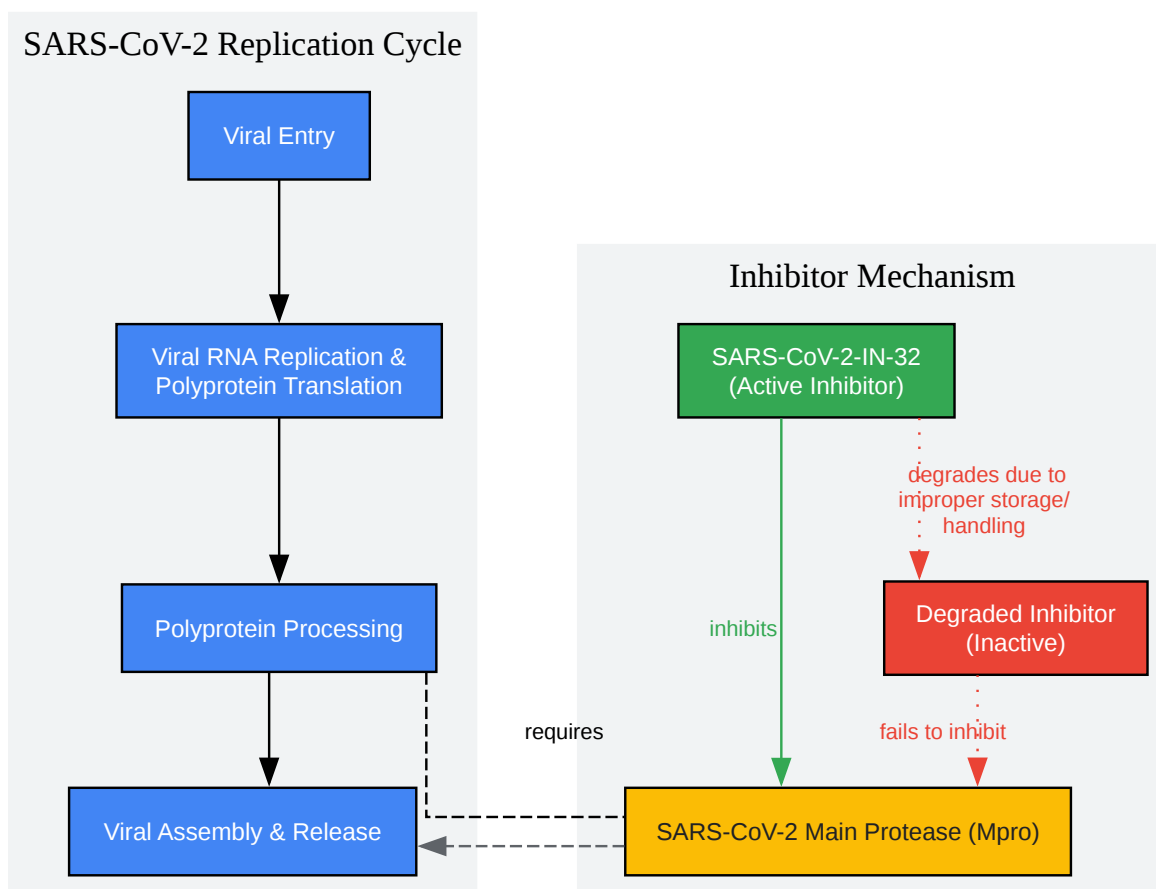 SARS-CoV-2 Replication Cycle
Viral Entry
Viral RNA Replication &
Polyprotein Translation
Polyprotein Processing
Viral Assembly & Release
requires
Inhibitor Mechanism
SARS-CoV-2-IN-32
(Active Inhibitor)
degrades due to
improper storage/
handling
inhibits
Degraded Inhibitor
(Inactive)
fails to inhibit
SARS-CoV-2 Main Protease (Mpro)